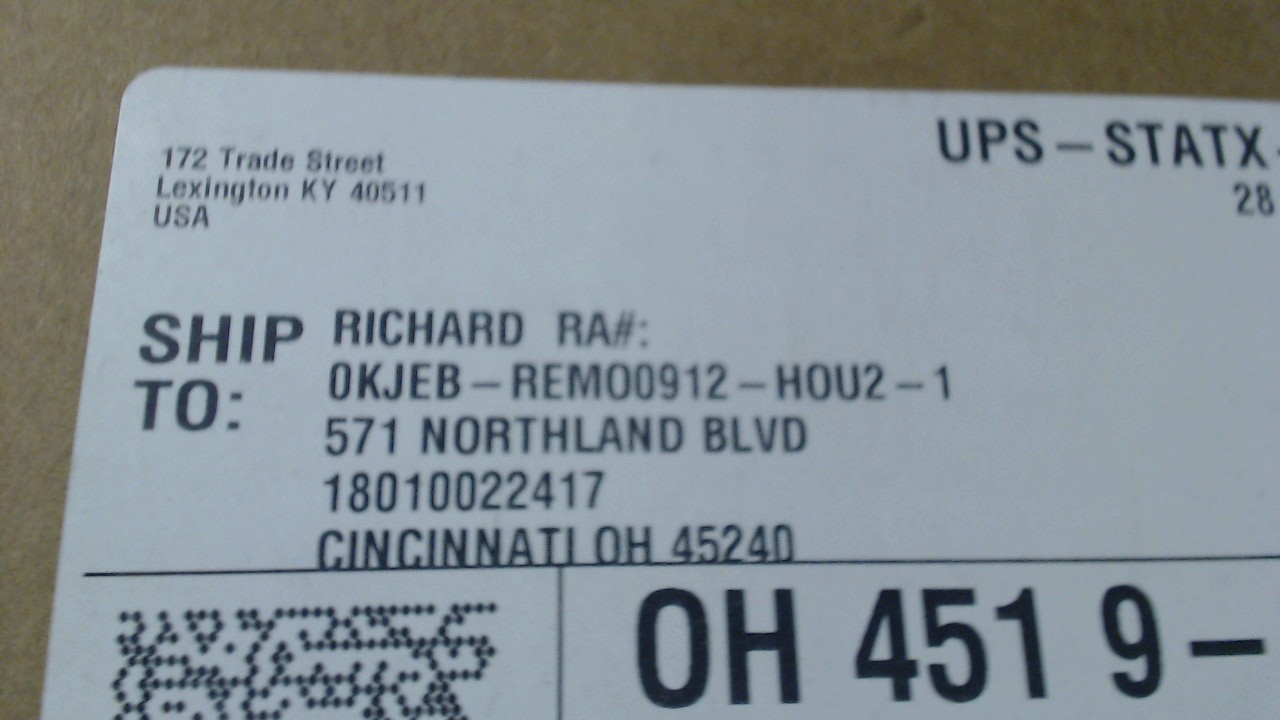 172 Trade Street
Lexington KY 40511
USA
UPS-STATX-
28
SHIP TO:
RICHARD RA#:
0KJEB-REMO0912-HOU2-1
571 NORTHLAND BLVD
18010022417
CINCINNATI OH 45240
OH 451 9-